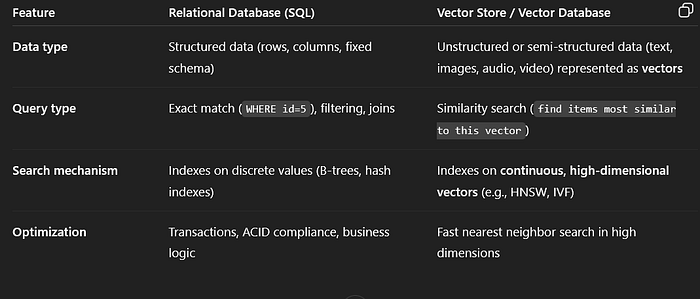 Feature Relational Database (SQL) Vector Store / Vector Database
Data type Structured data (rows, columns, fixed Unstructured or semi-structured data (text,
schema) images, audio, video) represented as vectors
Query type Exact match ( WHERE id=5 ), filtering, joins Similarity search ( find items most similar
to this vector )
Search mechanism Indexes on discrete values (B-trees, hash Indexes on continuous, high-dimensional
indexes) vectors (e.g., HNSW, IVF)
Optimization Transactions, ACID compliance, business Fast nearest neighbor search in high
logic dimensions